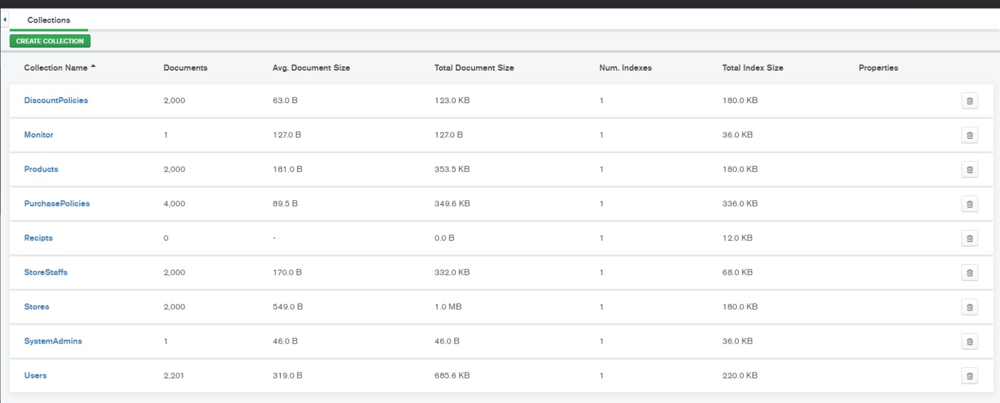 Collections
CREATE COLLECTION
Collection Name Documents Avg. Document Size Total Document Size Num. Indexes Total Index Size Properties
DiscountPolicies 2,000 63.0 B 123.0 KB 1 180.0 KB
Monitor 1 127.0 B 127.0 B 1 36.0 KB
Products 2,000 181.0 B 353.5 KB 1 180.0 KB
PurchasePolicies 4,000 89.5 B 349.6 KB 1 336.0 KB
Recipts 0 - 0.0 B 1 12.0 KB
StoreStaffs 2,000 170.0 B 332.0 KB 1 68.0 KB
Stores 2,000 549.0 B 1.0 MB 1 180.0 KB
SystemAdmins 1 46.0 B 46.0 B 1 36.0 KB
Users 2,201 319.0 B 685.6 KB 1 220.0 KB